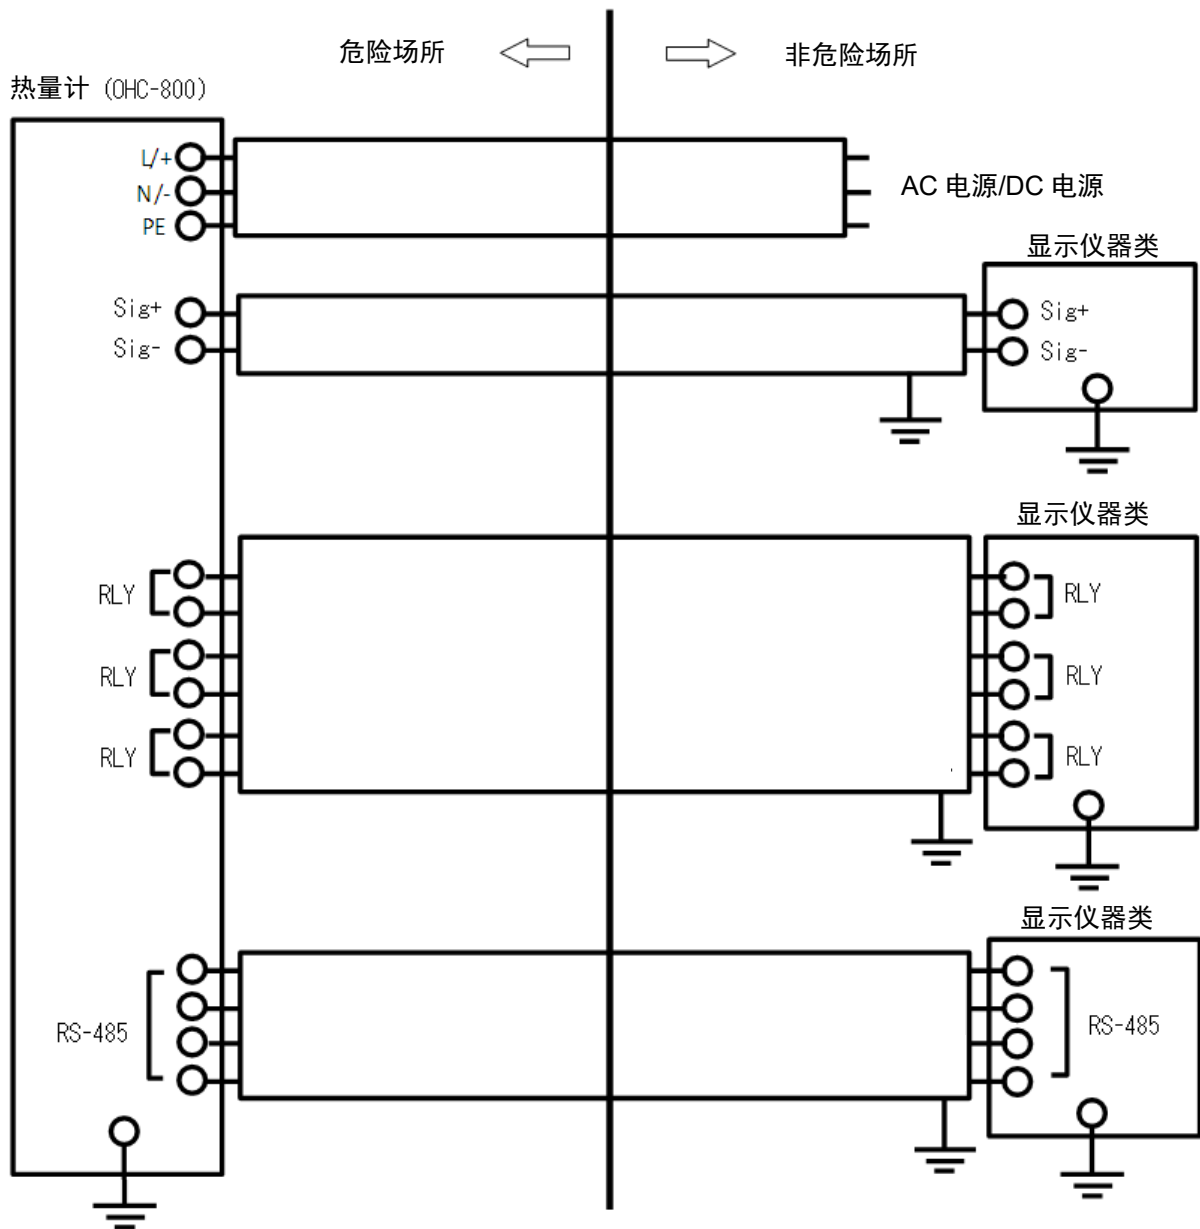 危险场所
非危险场所
热量计 (OHC-800)
L/+
N/-
PE
AC 电源/DC 电源
显示仪器类
Sig+
Sig-
Sig+
Sig-
显示仪器类
RLY
RLY
RLY
RLY
RLY
RLY
显示仪器类
RS-485
RS-485